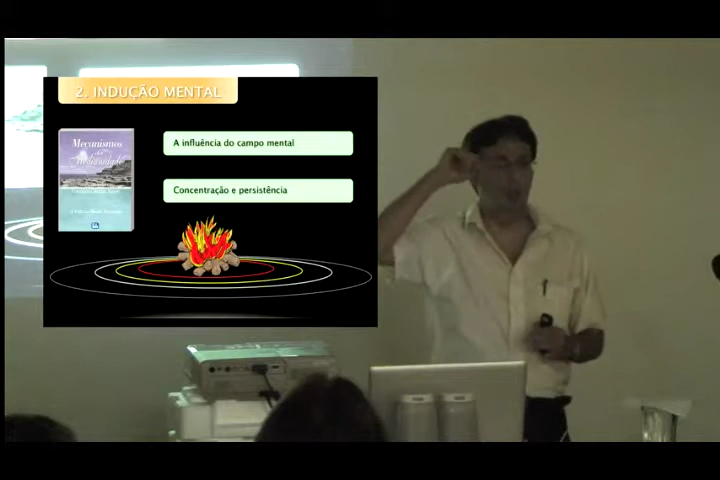 2. INDUÇÃO MENTAL
A influência do campo mental
Concentração e persistência
Mecanismos
da
Mediunidade